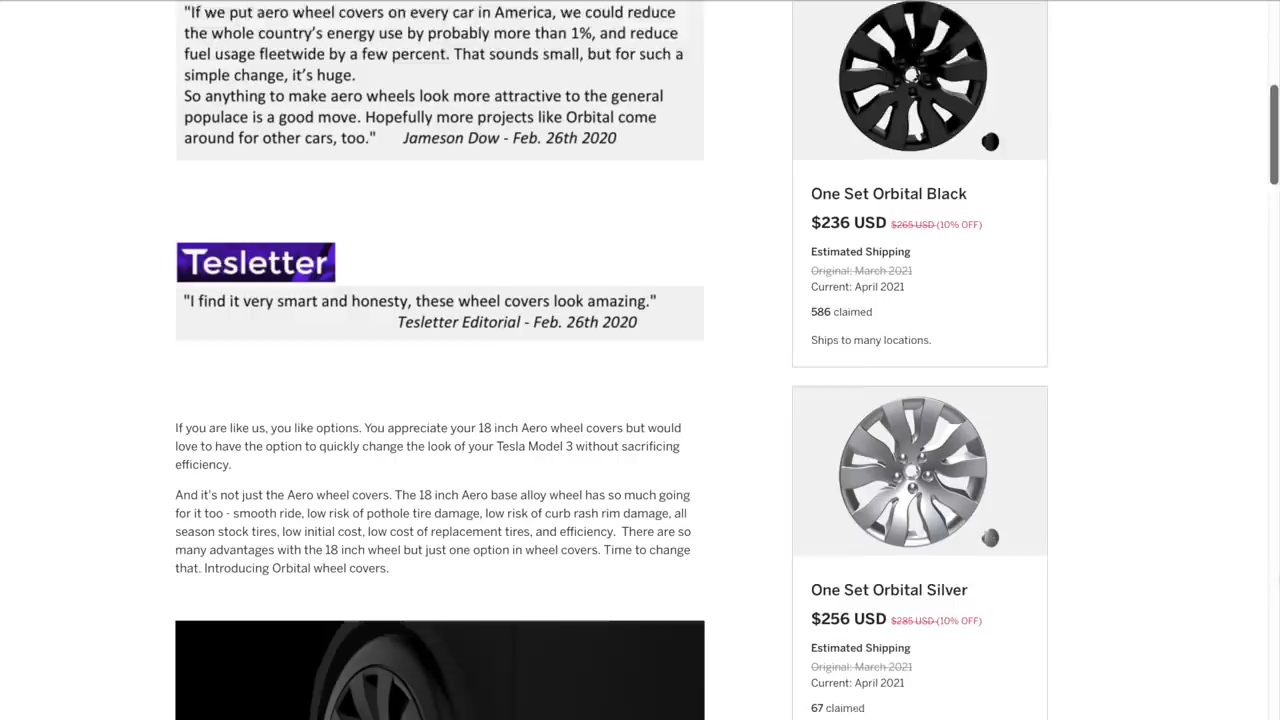 "If we put aero wheel covers on every car in America, we could reduce
the whole country's energy use by probably more than 1%, and reduce
fuel usage fleetwide by a few percent. That sounds small, but for such a
simple change, it's huge.
So anything to make aero wheels look more attractive to the general
populace is a good move. Hopefully more projects like Orbital come
around for other cars, too." Jameson Dow - Feb. 26th 2020
Tesletter
"I find it very smart and honesty, these wheel covers look amazing."
Tesletter Editorial - Feb. 26th 2020
If you are like us, you like options. You appreciate your 18 inch Aero wheel covers but would
love to have the option to quickly change the look of your Tesla Model 3 without sacrificing
efficiency.
And it's not just the Aero wheel covers. The 18 inch Aero base alloy wheel has so much going
for it too - smooth ride, low risk of pothole tire damage, low risk of curb rash rim damage, all
season stock tires, low initial cost, low cost of replacement tires, and efficiency. There are so
many advantages with the 18 inch wheel but just one option in wheel covers. Time to change
that. Introducing Orbital wheel covers.
One Set Orbital Black
$236 USD $265 USD (10% OFF)
Estimated Shipping
Original: March 2021
Current: April 2021
586 claimed
Ships to many locations.
One Set Orbital Silver
$256 USD $285 USD (10% OFF)
Estimated Shipping
Original: March 2021
Current: April 2021
67 claimed